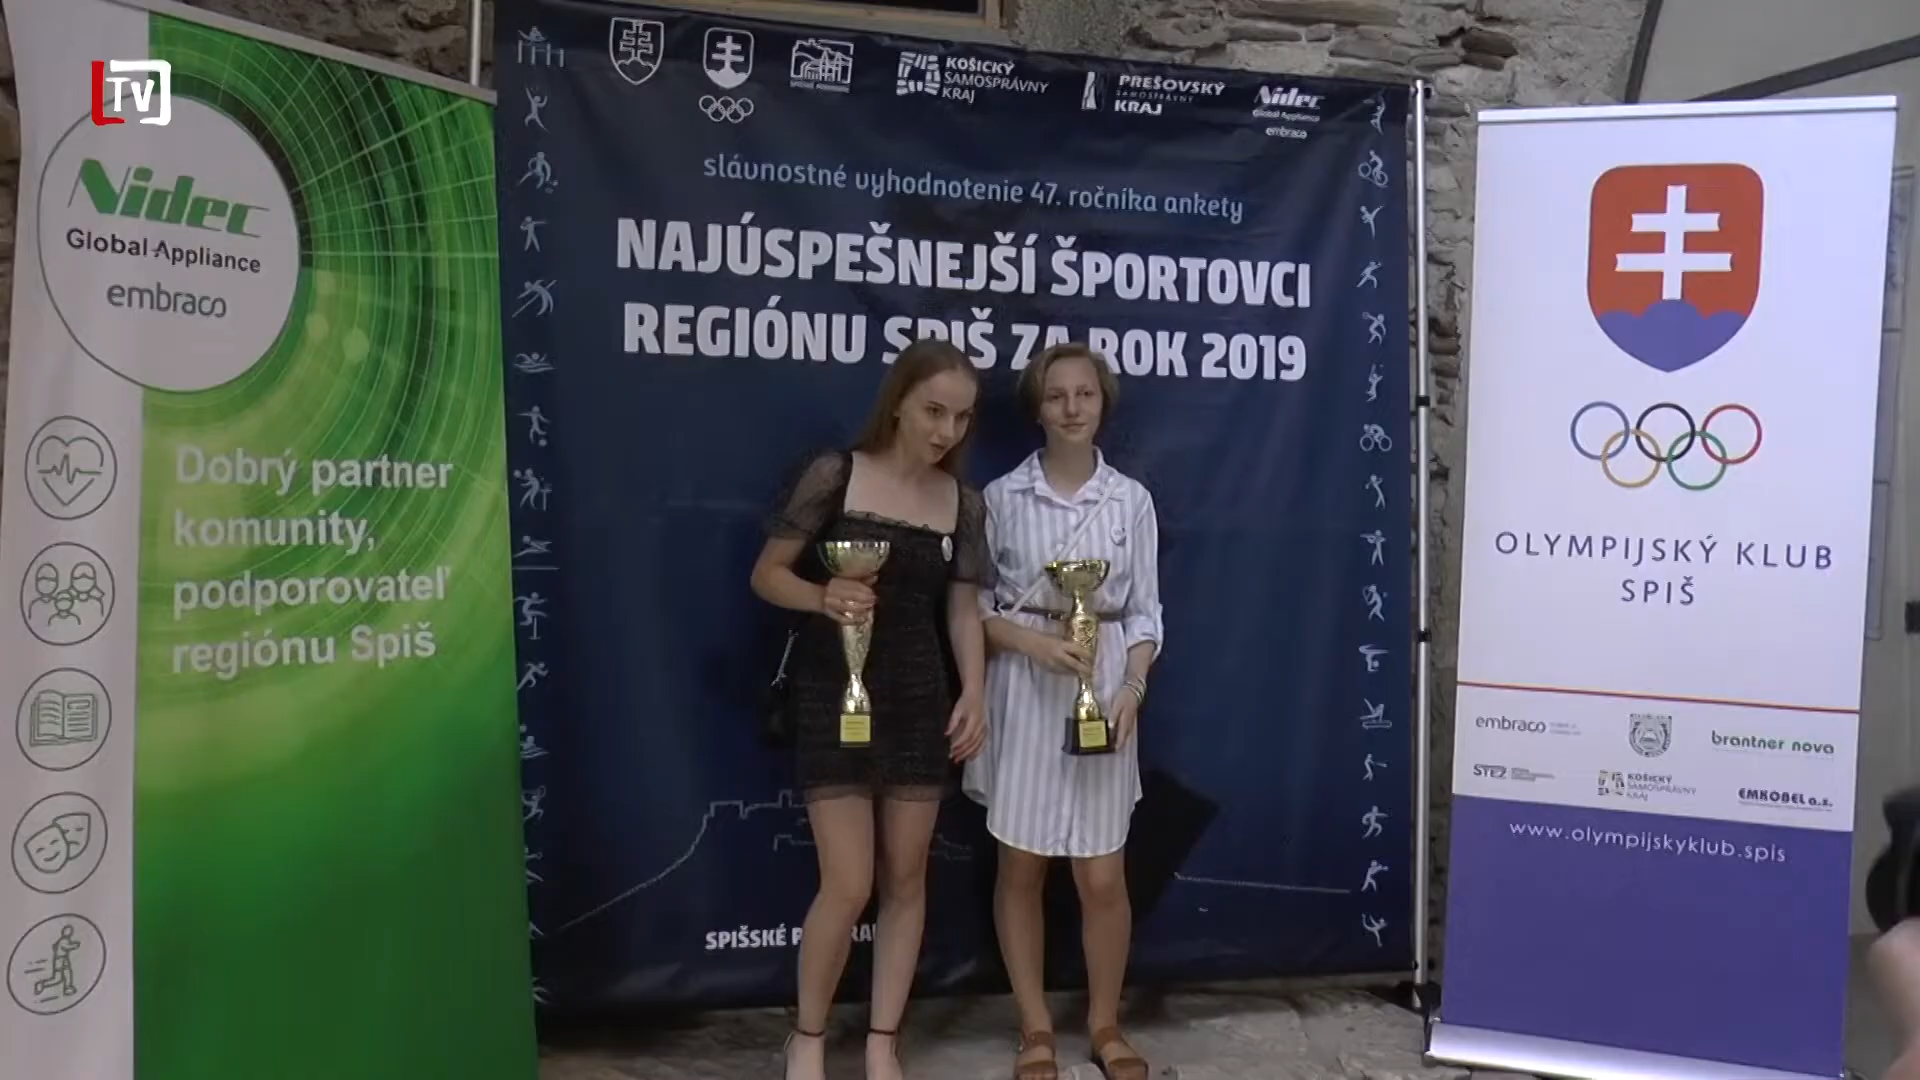 TV
Nidec
Global Appliance
embraco
Dobrý partner
komunity,
podporovateľ
regiónu Spiš
KOŠICKÝ
SAMOSPRÁVNY
KRAJ
PREŠOVSKÝ
SAMOSPRÁVNY
KRAJ
Nidec
Global Appliance
embraco
slávnostné vyhodnotenie 47. ročníka ankety
NAJÚSPEŠNEJŠÍ ŠPORTOVCI
REGIÓNU SPIŠ ZA ROK 2019
SPIŠSKÉ
OLYMPIJSKÝ KLUB
SPIŠ
embraco
brantner nova
STEZ
KOŠICKÝ
SAMOSPRÁVNY
KRAJ
EMKOBEL a.s.
www.olympijskyklub.spis